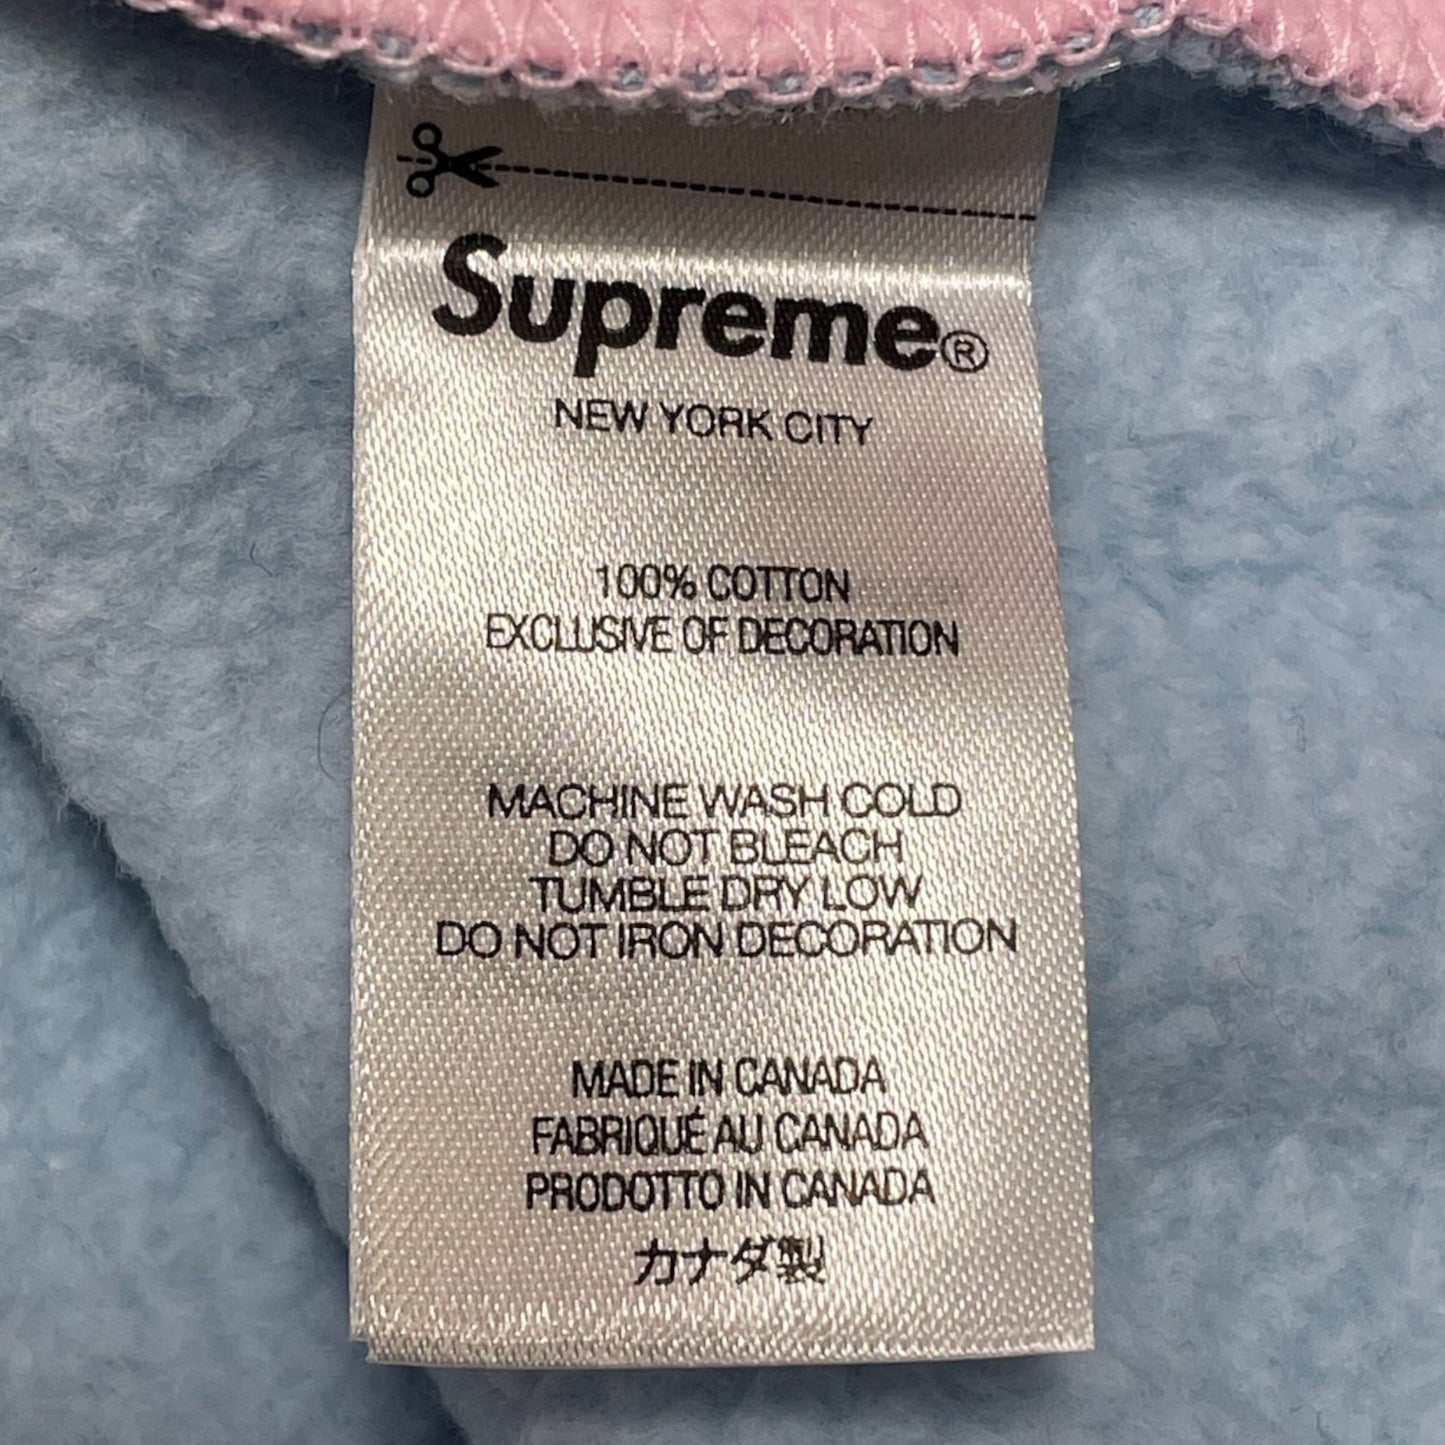 Supreme®
NEW YORK CITY
100% COTTON
EXCLUSIVE OF DECORATION
MACHINE WASH COLD
DO NOT BLEACH
TUMBLE DRY LOW
DO NOT IRON DECORATION
MADE IN CANADA
FABRIQUÉ AU CANADA
PRODOTTO IN CANADA
カナダ製